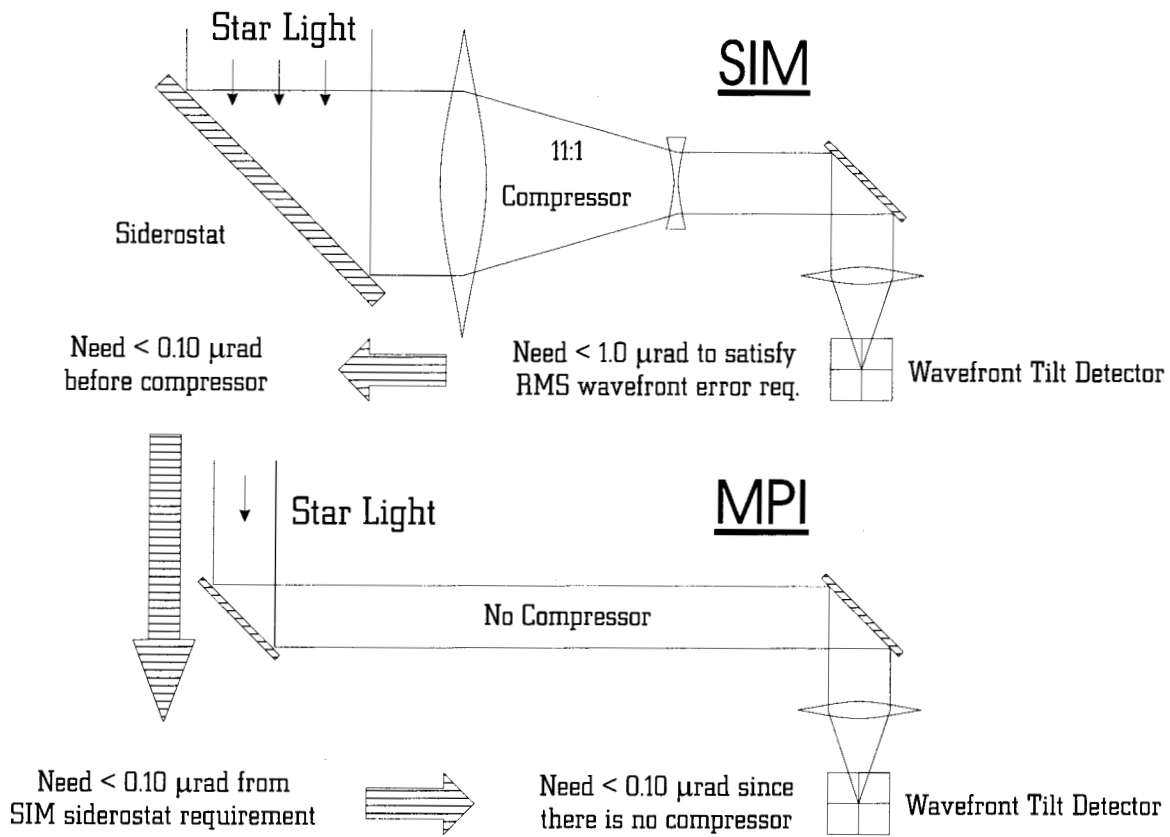 Star Light
SIM
11:1
Compressor
Siderostat
Need < 0.10 μrad
before compressor
Need < 1.0 μrad to satisfy
RMS wavefront error req.
Wavefront Tilt Detector
Star Light
MPI
No Compressor
Need < 0.10 μrad from
SIM siderostat requirement
Need < 0.10 μrad since
there is no compressor
Wavefront Tilt Detector